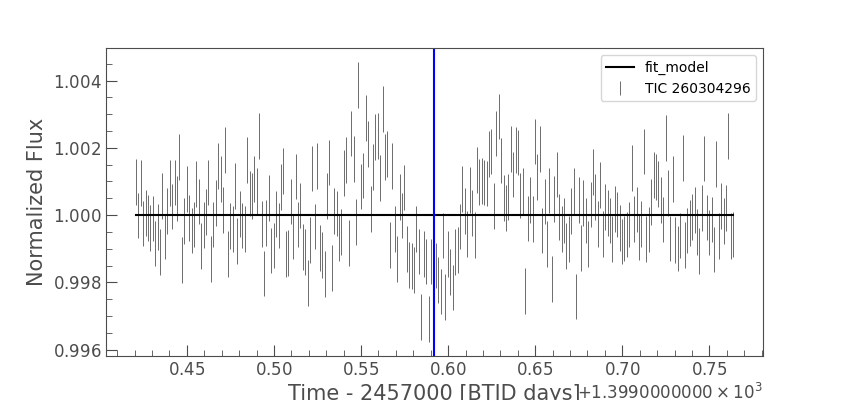 1.004
1.002
1.000
0.998
0.996
Normalized Flux
fit_model
TIC 260304296
0.45 0.50 0.55 0.60 0.65 0.70 0.75
Time - 2457000 [BTJD days]
+1.3990000000 × 10³